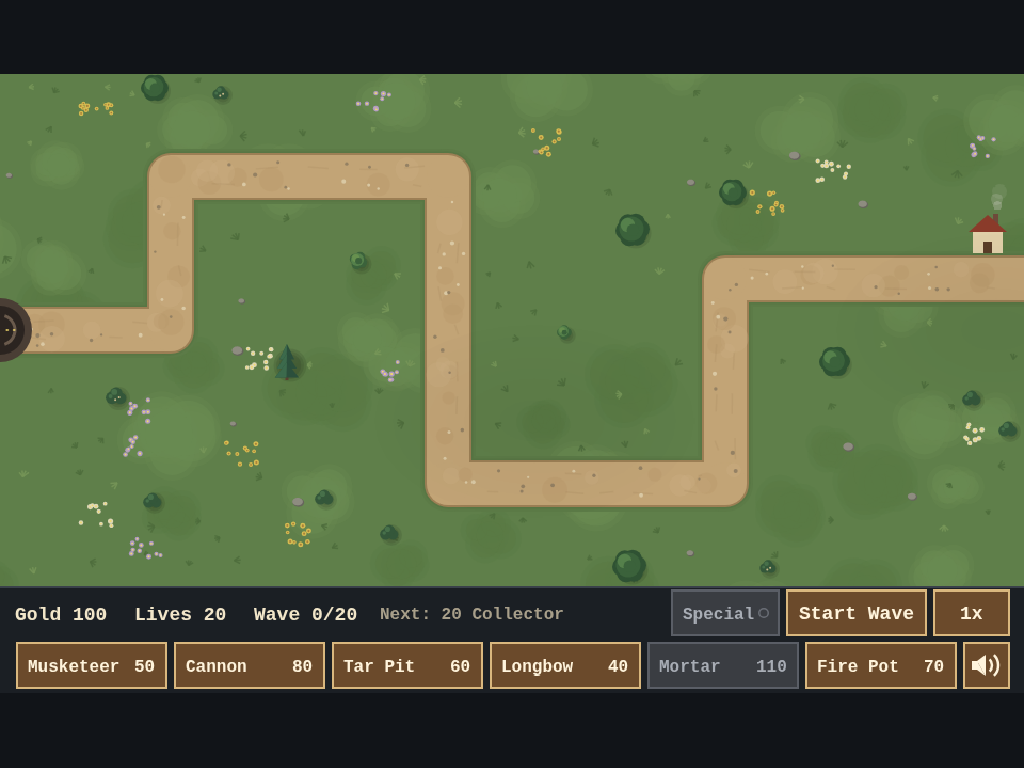 Gold 100 Lives 20 Wave 0/20 Next: 20 Collector Special Start Wave 1x
Musketeer 50 Cannon 80 Tar Pit 60 Longbow 40 Mortar 110 Fire Pot 70